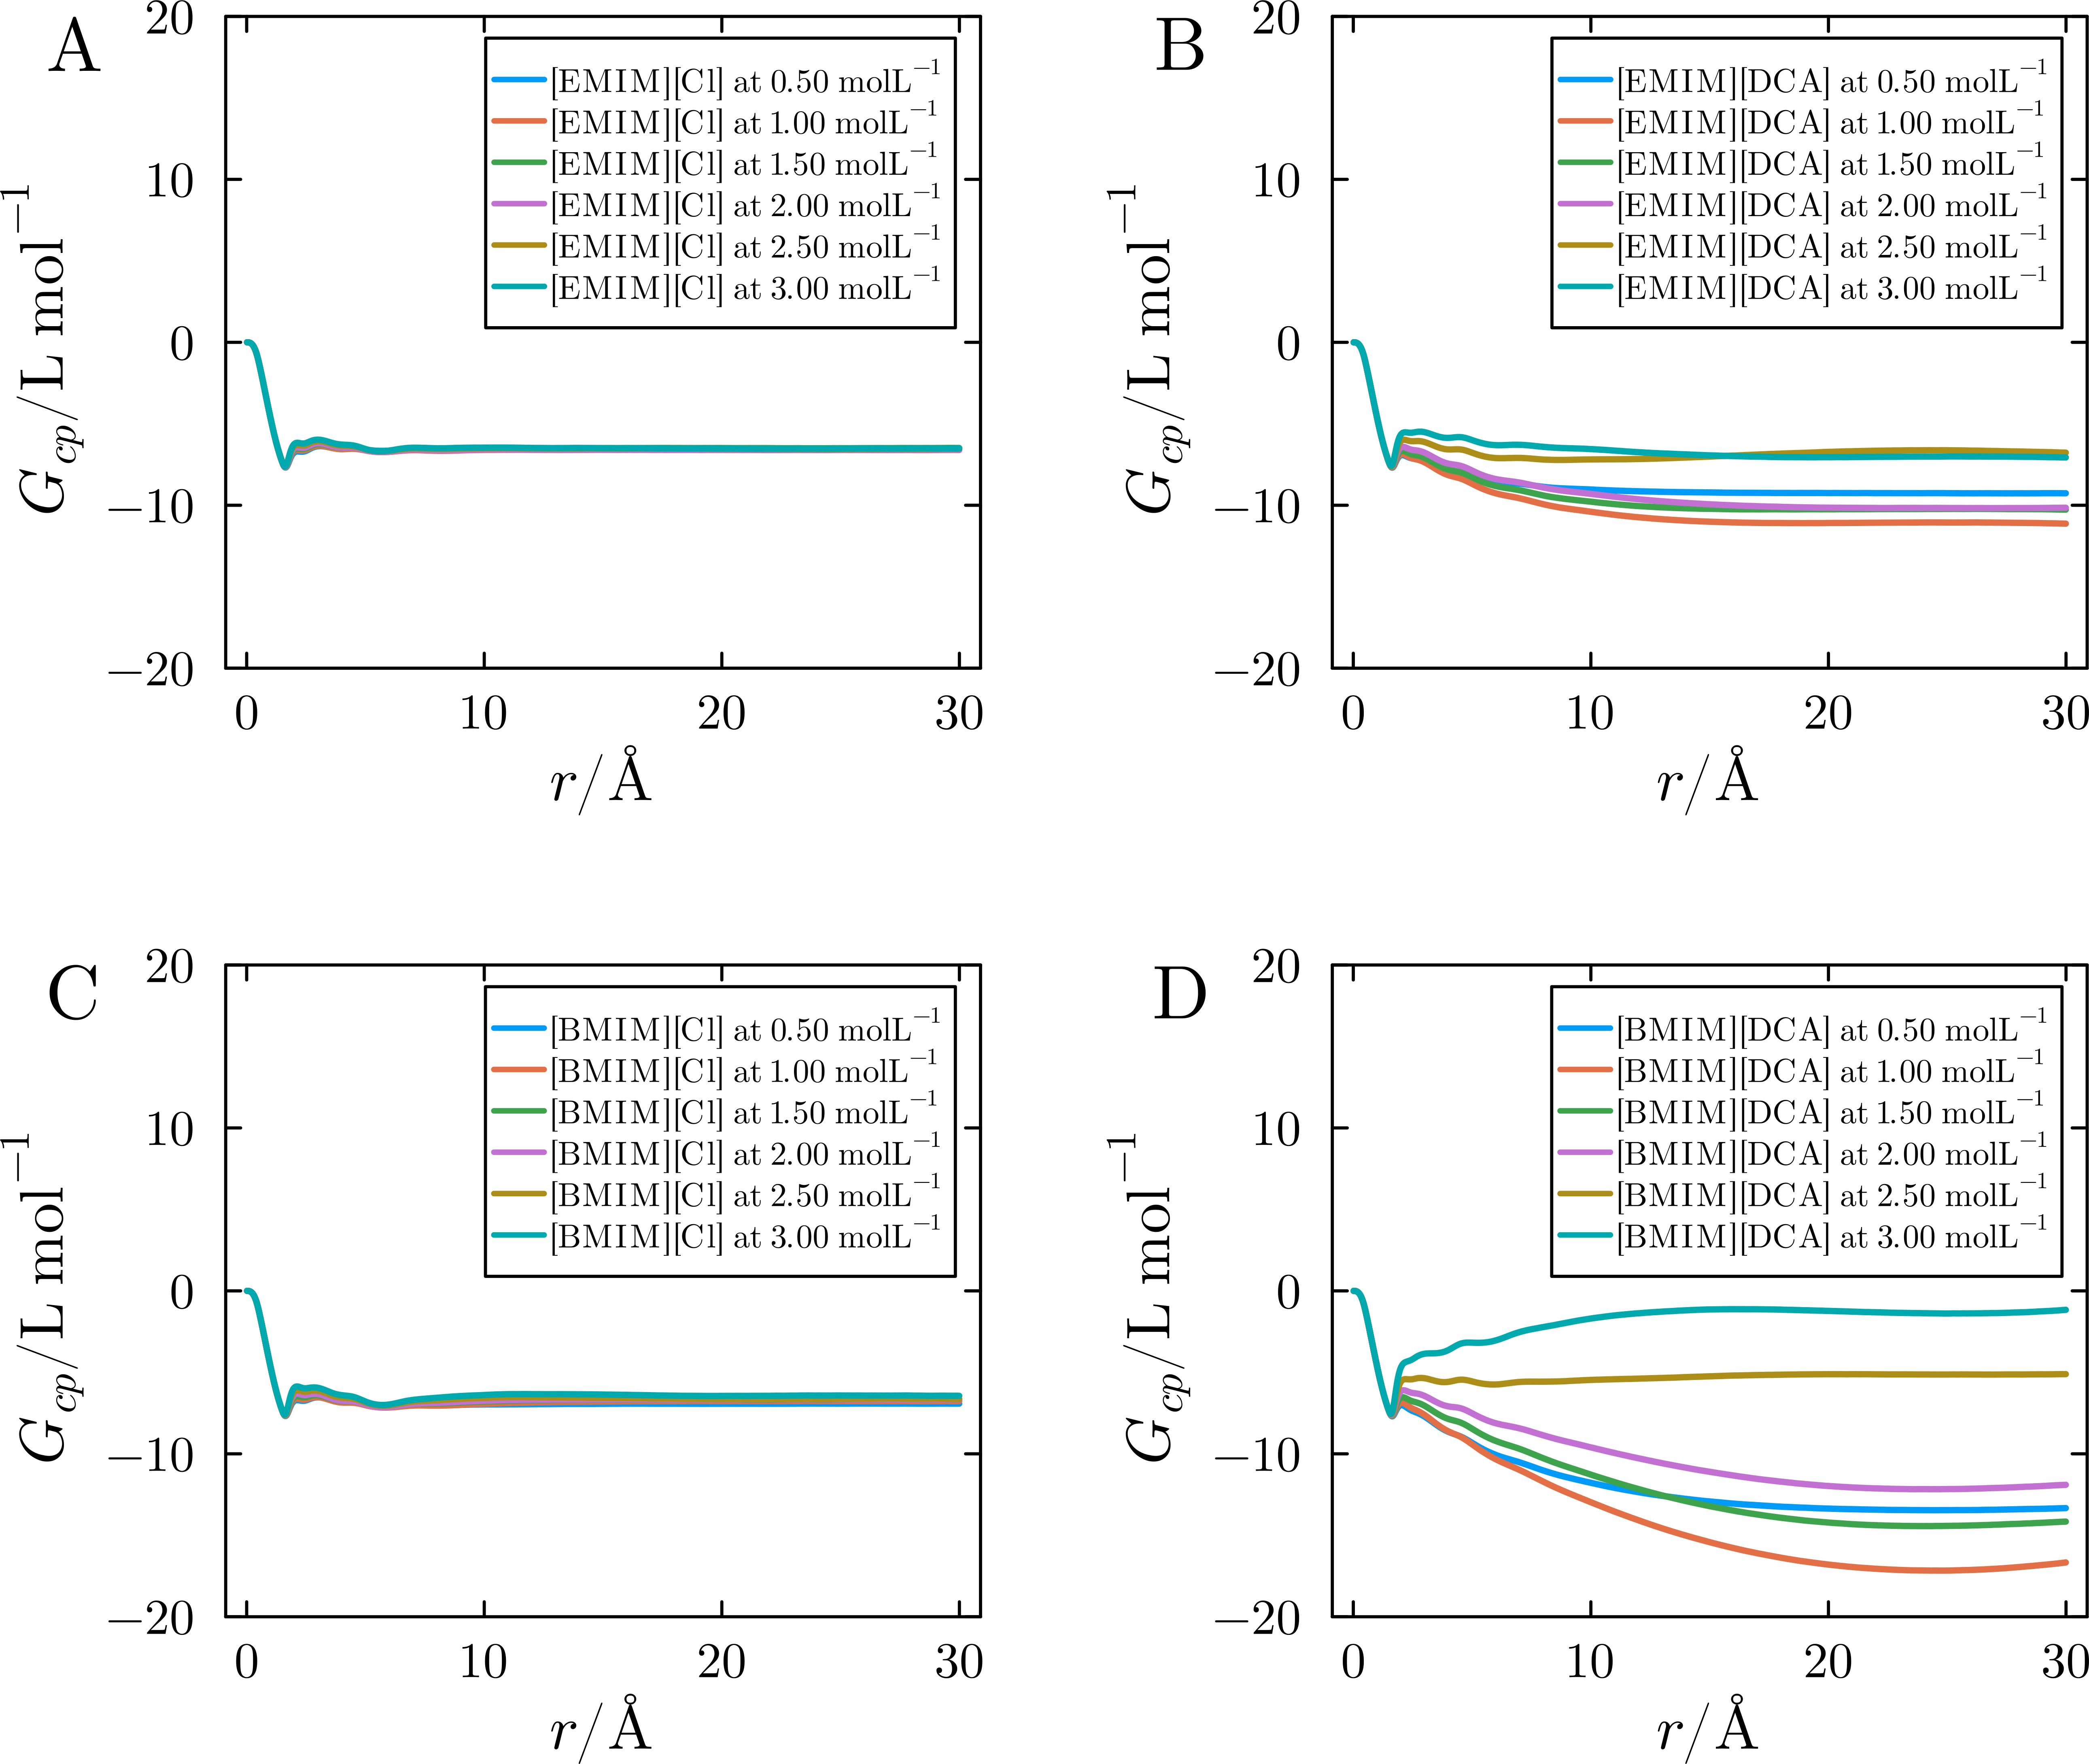 A
20
10
0
−10
−20
G_cp/L mol⁻¹
[EMIM][Cl] at 0.50 molL⁻¹
[EMIM][Cl] at 1.00 molL⁻¹
[EMIM][Cl] at 1.50 molL⁻¹
[EMIM][Cl] at 2.00 molL⁻¹
[EMIM][Cl] at 2.50 molL⁻¹
[EMIM][Cl] at 3.00 molL⁻¹
0 10 20 30
r/Å
B
20
10
0
−10
−20
G_cp/L mol⁻¹
[EMIM][DCA] at 0.50 molL⁻¹
[EMIM][DCA] at 1.00 molL⁻¹
[EMIM][DCA] at 1.50 molL⁻¹
[EMIM][DCA] at 2.00 molL⁻¹
[EMIM][DCA] at 2.50 molL⁻¹
[EMIM][DCA] at 3.00 molL⁻¹
0 10 20 30
r/Å
C
20
10
0
−10
−20
G_cp/L mol⁻¹
[BMIM][Cl] at 0.50 molL⁻¹
[BMIM][Cl] at 1.00 molL⁻¹
[BMIM][Cl] at 1.50 molL⁻¹
[BMIM][Cl] at 2.00 molL⁻¹
[BMIM][Cl] at 2.50 molL⁻¹
[BMIM][Cl] at 3.00 molL⁻¹
0 10 20 30
r/Å
D
20
10
0
−10
−20
G_cp/L mol⁻¹
[BMIM][DCA] at 0.50 molL⁻¹
[BMIM][DCA] at 1.00 molL⁻¹
[BMIM][DCA] at 1.50 molL⁻¹
[BMIM][DCA] at 2.00 molL⁻¹
[BMIM][DCA] at 2.50 molL⁻¹
[BMIM][DCA] at 3.00 molL⁻¹
0 10 20 30
r/Å